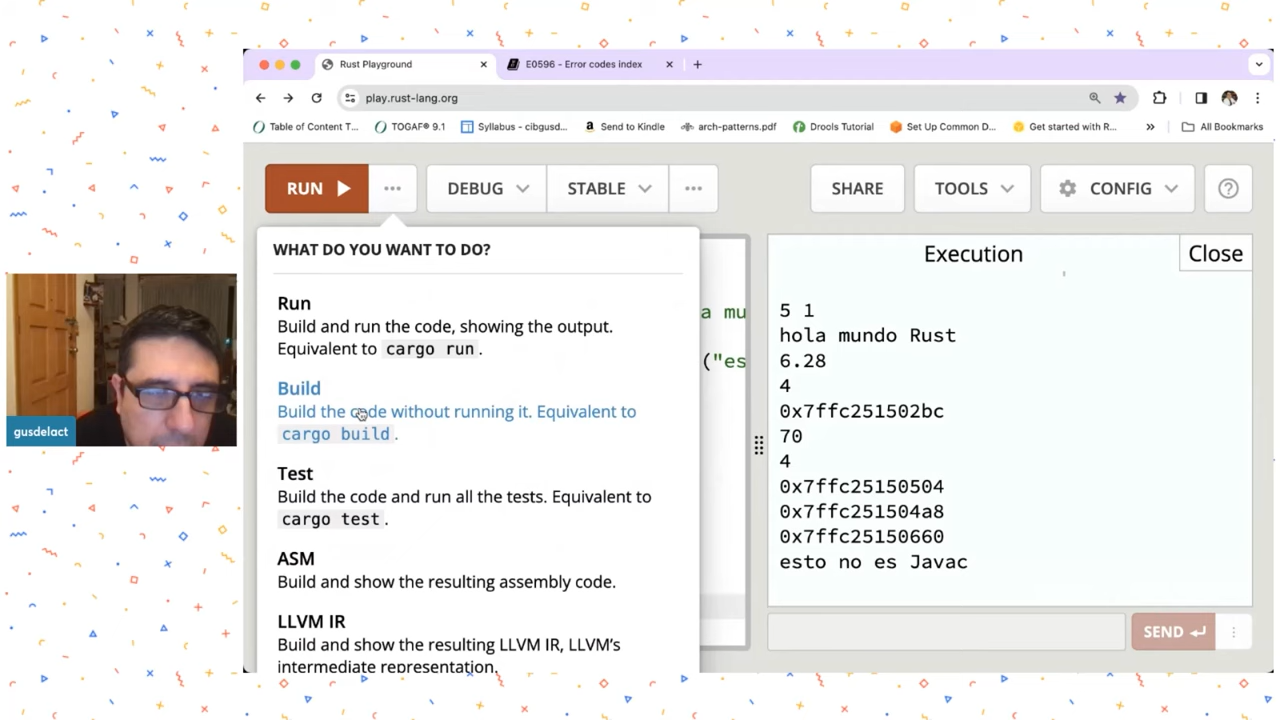 Rust Playground
E0596 - Error codes index
play.rust-lang.org
Table of Content T...
TOGAF® 9.1
Syllabus - cibgusd...
Send to Kindle
arch-patterns.pdf
Drools Tutorial
Set Up Common D...
Get started with R...
All Bookmarks
RUN
DEBUG
STABLE
SHARE
TOOLS
CONFIG
WHAT DO YOU WANT TO DO?
Run
Build and run the code, showing the output.
Equivalent to cargo run.
Build
Build the code without running it. Equivalent to
cargo build.
Test
Build the code and run all the tests. Equivalent to
cargo test.
ASM
Build and show the resulting assembly code.
LLVM IR
Build and show the resulting LLVM IR, LLVM’s
intermediate representation.
a mu
("es
Execution
Close
5 1
hola mundo Rust
6.28
4
0x7ffc251502bc
70
4
0x7ffc25150504
0x7ffc251504a8
0x7ffc25150660
esto no es Javac
SEND
gusdelact